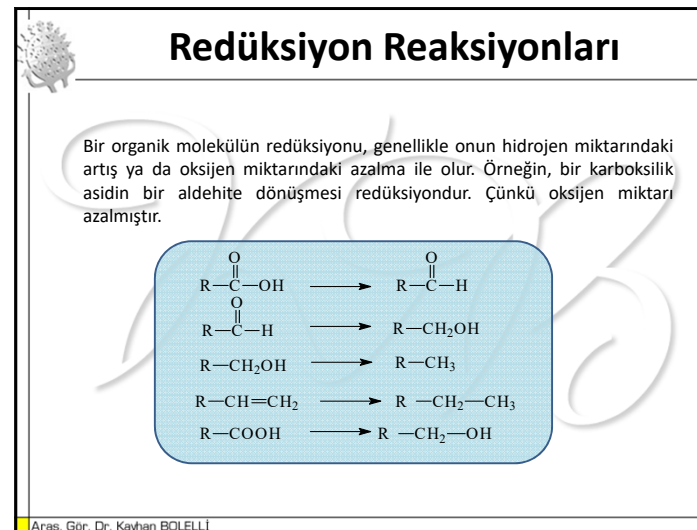 Redüksiyon Reaksiyonları
Bir organik molekülün redüksiyonu, genellikle onun hidrojen miktarındaki
artış ya da oksijen miktarındaki azalma ile olur. Örneğin, bir karboksilik
asidin bir aldehite dönüşmesi redüksiyondur. Çünkü oksijen miktarı
azalmıştır.
O O
R—C—OH ⟶ R—C—H
O
R—C—H ⟶ R—CH₂OH
R—CH₂OH ⟶ R—CH₃
R—CH=CH₂ ⟶ R —CH₂—CH₃
R—COOH ⟶ R —CH₂—OH
Araş. Gör. Dr. Kayhan BOLELLİ